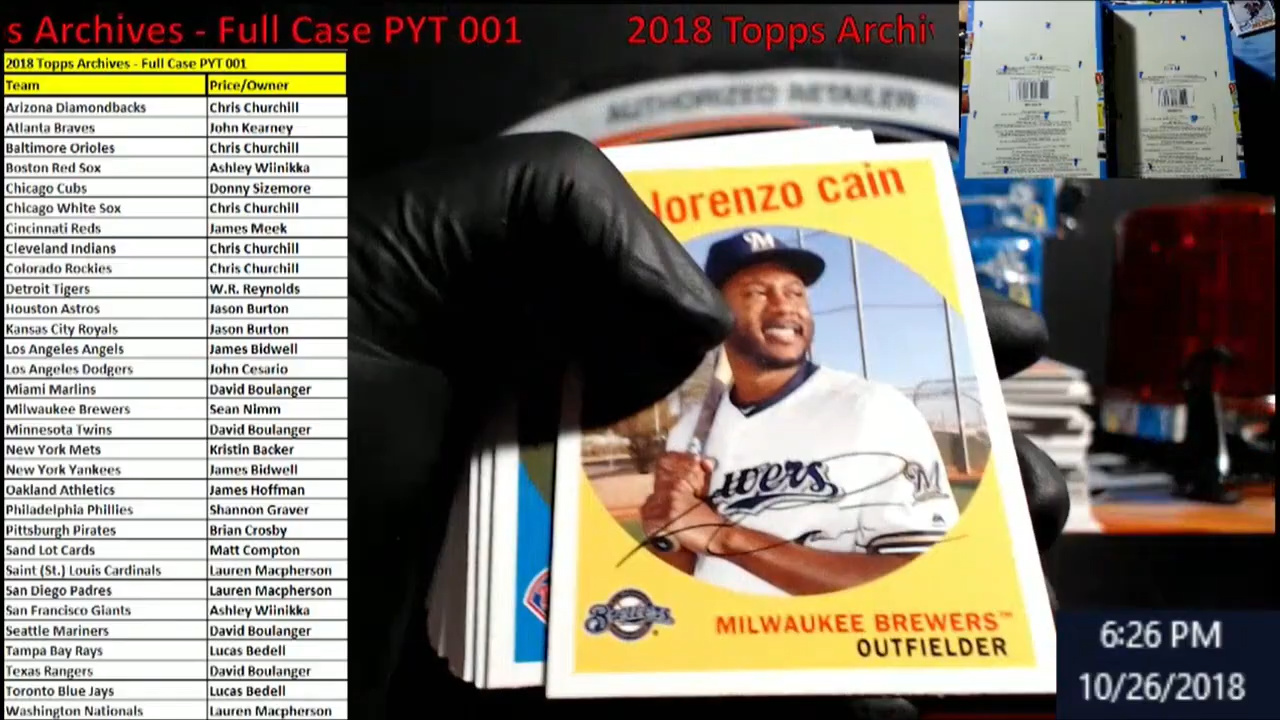 s Archives - Full Case PYT 001 2018 Topps Archiv
2018 Topps Archives - Full Case PYT 001
Team Price/Owner
Arizona Diamondbacks Chris Churchill
Atlanta Braves John Kearney
Baltimore Orioles Chris Churchill
Boston Red Sox Ashley Wiinikka
Chicago Cubs Donny Sizemore
Chicago White Sox Chris Churchill
Cincinnati Reds James Meek
Cleveland Indians Chris Churchill
Colorado Rockies Chris Churchill
Detroit Tigers W.R. Reynolds
Houston Astros Jason Burton
Kansas City Royals Jason Burton
Los Angeles Angels James Bidwell
Los Angeles Dodgers John Cesario
Miami Marlins David Boulanger
Milwaukee Brewers Sean Nimm
Minnesota Twins David Boulanger
New York Mets Kristin Backer
New York Yankees James Bidwell
Oakland Athletics James Hoffman
Philadelphia Phillies Shannon Graver
Pittsburgh Pirates Brian Crosby
Sand Lot Cards Matt Compton
Saint (St.) Louis Cardinals Lauren Macpherson
San Diego Padres Lauren Macpherson
San Francisco Giants Ashley Wiinikka
Seattle Mariners David Boulanger
Tampa Bay Rays Lucas Bedell
Texas Rangers David Boulanger
Toronto Blue Jays Lucas Bedell
Washington Nationals Lauren Macpherson
AUTHORIZED RETAILER
lorenzo cain
M
Brewers
M
Brewers
MILWAUKEE BREWERS™
OUTFIELDER
6:26 PM
10/26/2018